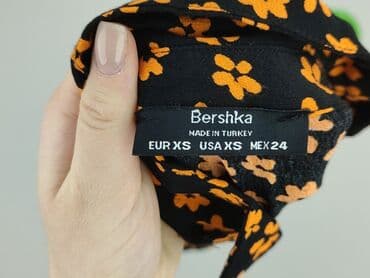 Bershka
MADE IN TURKEY
EUR XS USA XS MEX 24